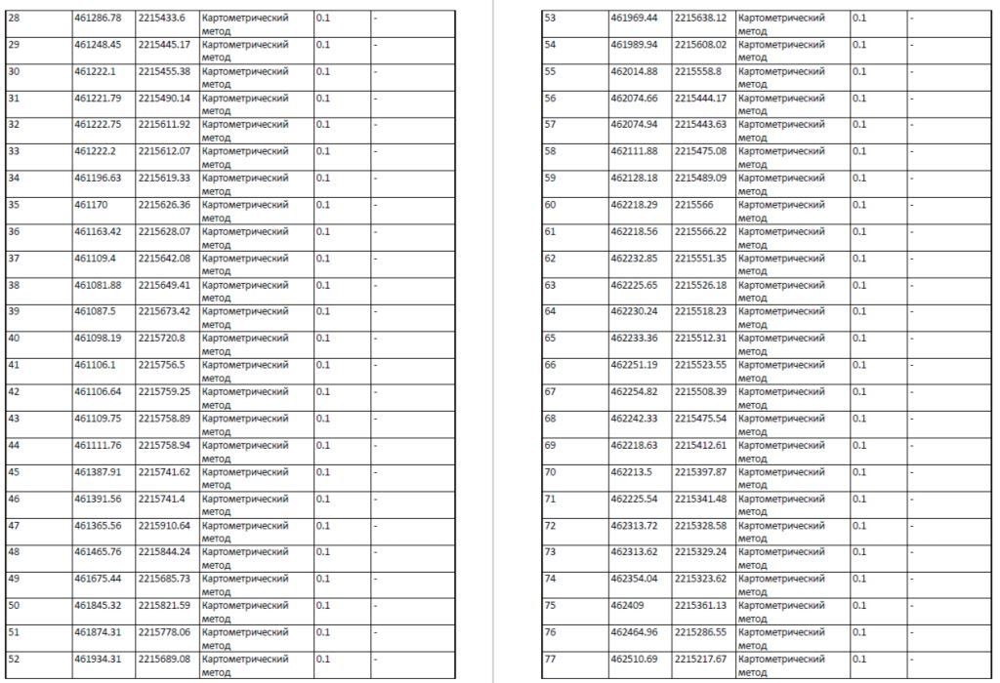 28 461286.78 2215433.6 Картометрический 0.1 -
метод
29 461248.45 2215445.17 Картометрический 0.1 -
метод
30 461222.1 2215455.38 Картометрический 0.1 -
метод
31 461221.79 2215490.14 Картометрический 0.1 -
метод
32 461222.75 2215611.92 Картометрический 0.1 -
метод
33 461222.2 2215612.07 Картометрический 0.1 -
метод
34 461196.63 2215619.33 Картометрический 0.1 -
метод
35 461170 2215626.36 Картометрический 0.1 -
метод
36 461163.42 2215628.07 Картометрический 0.1 -
метод
37 461109.4 2215642.08 Картометрический 0.1 -
метод
38 461081.88 2215649.41 Картометрический 0.1 -
метод
39 461087.5 2215673.42 Картометрический 0.1 -
метод
40 461098.19 2215720.8 Картометрический 0.1 -
метод
41 461106.1 2215756.5 Картометрический 0.1 -
метод
42 461106.64 2215759.25 Картометрический 0.1 -
метод
43 461109.75 2215758.89 Картометрический 0.1 -
метод
44 461111.76 2215758.94 Картометрический 0.1 -
метод
45 461387.91 2215741.62 Картометрический 0.1 -
метод
46 461391.56 2215741.4 Картометрический 0.1 -
метод
47 461365.56 2215910.64 Картометрический 0.1 -
метод
48 461465.76 2215844.24 Картометрический 0.1 -
метод
49 461675.44 2215685.73 Картометрический 0.1 -
метод
50 461845.32 2215821.59 Картометрический 0.1 -
метод
51 461874.31 2215778.06 Картометрический 0.1 -
метод
52 461934.31 2215689.08 Картометрический 0.1 -
метод
53 461969.44 2215638.12 Картометрический 0.1 -
метод
54 461989.94 2215608.02 Картометрический 0.1 -
метод
55 462014.88 2215558.8 Картометрический 0.1 -
метод
56 462074.66 2215444.17 Картометрический 0.1 -
метод
57 462074.94 2215443.63 Картометрический 0.1 -
метод
58 462111.88 2215475.08 Картометрический 0.1 -
метод
59 462128.18 2215489.09 Картометрический 0.1 -
метод
60 462218.29 2215566 Картометрический 0.1 -
метод
61 462218.56 2215566.22 Картометрический 0.1 -
метод
62 462232.85 2215551.35 Картометрический 0.1 -
метод
63 462225.65 2215526.18 Картометрический 0.1 -
метод
64 462230.24 2215518.23 Картометрический 0.1 -
метод
65 462233.36 2215512.31 Картометрический 0.1 -
метод
66 462251.19 2215523.55 Картометрический 0.1 -
метод
67 462254.82 2215508.39 Картометрический 0.1 -
метод
68 462242.33 2215475.54 Картометрический 0.1 -
метод
69 462218.63 2215412.61 Картометрический 0.1 -
метод
70 462213.5 2215397.87 Картометрический 0.1 -
метод
71 462225.54 2215341.48 Картометрический 0.1 -
метод
72 462313.72 2215328.58 Картометрический 0.1 -
метод
73 462313.62 2215329.24 Картометрический 0.1 -
метод
74 462354.04 2215323.62 Картометрический 0.1 -
метод
75 462409 2215361.13 Картометрический 0.1 -
метод
76 462464.96 2215286.55 Картометрический 0.1 -
метод
77 462510.69 2215217.67 Картометрический 0.1 -
метод